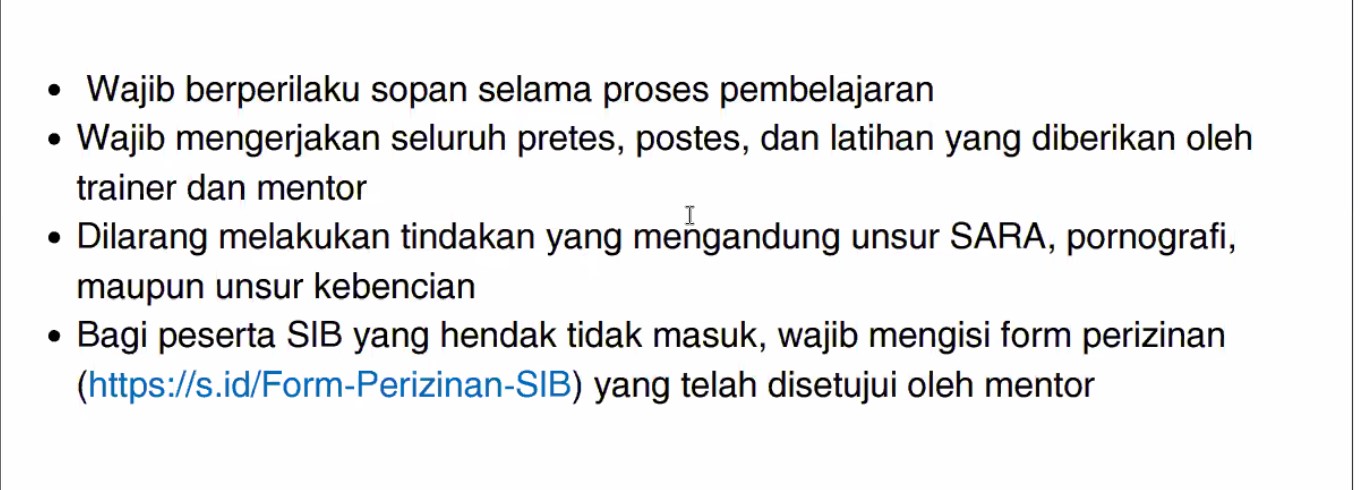 • Wajib berperilaku sopan selama proses pembelajaran
• Wajib mengerjakan seluruh pretes, postes, dan latihan yang diberikan oleh
trainer dan mentor
• Dilarang melakukan tindakan yang mengandung unsur SARA, pornografi,
maupun unsur kebencian
• Bagi peserta SIB yang hendak tidak masuk, wajib mengisi form perizinan
(https://s.id/Form-Perizinan-SIB) yang telah disetujui oleh mentor